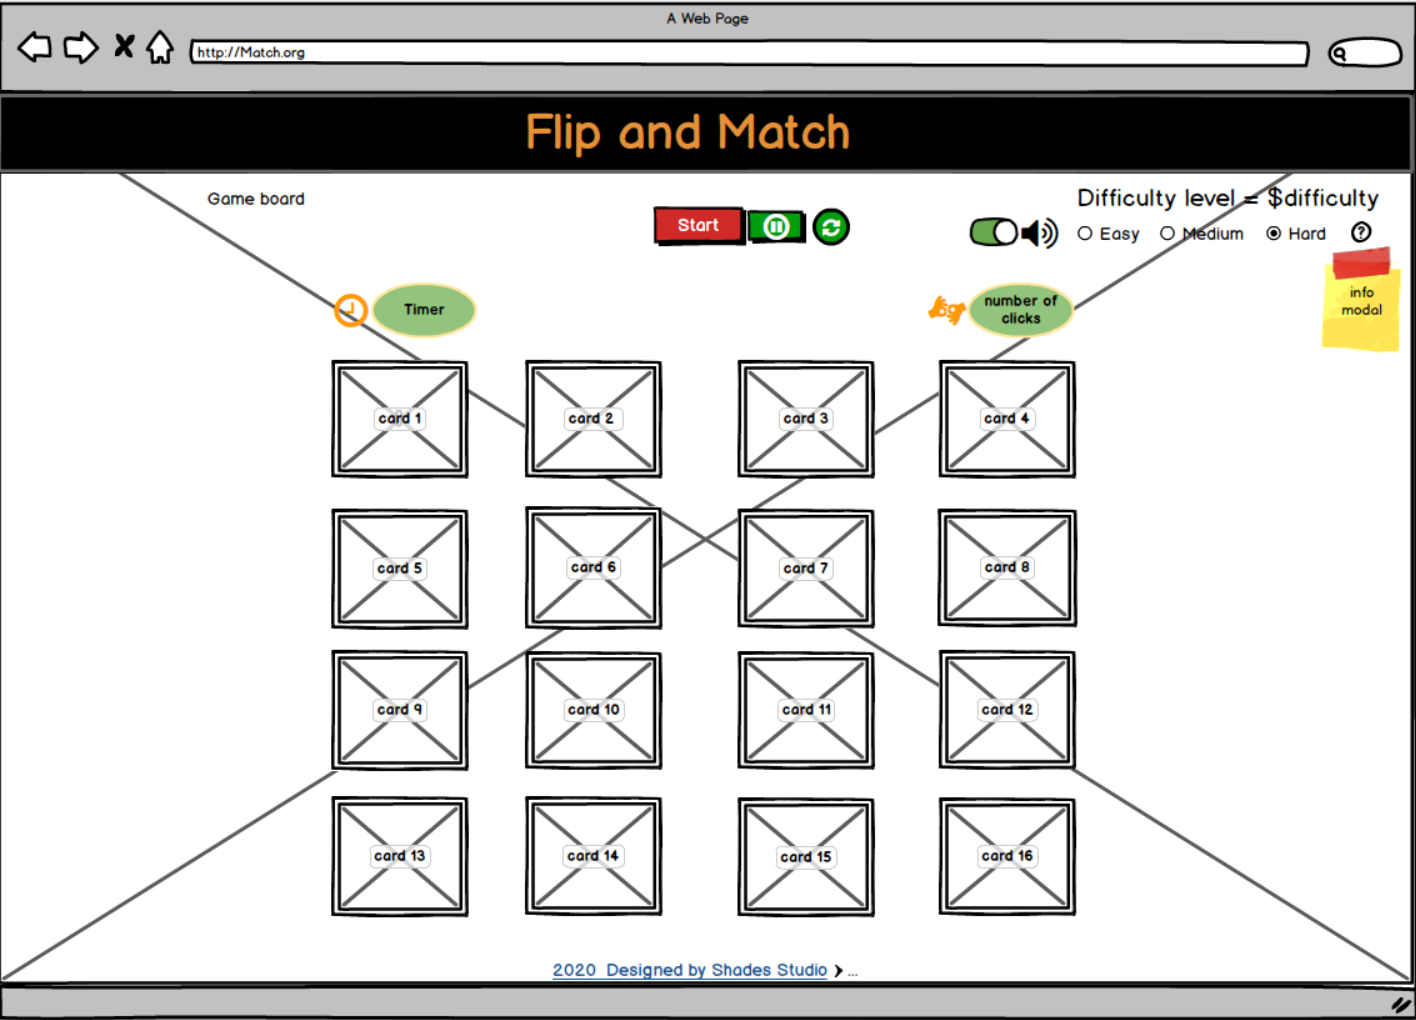 A Web Page
http://Match.org
Flip and Match
Game board
Start
Difficulty level = $difficulty
Easy
Medium
Hard
?
info
modal
Timer
number of
clicks
card 1
card 2
card 3
card 4
card 5
card 6
card 7
card 8
card 9
card 10
card 11
card 12
card 13
card 14
card 15
card 16
2020 Designed by Shades Studio
...